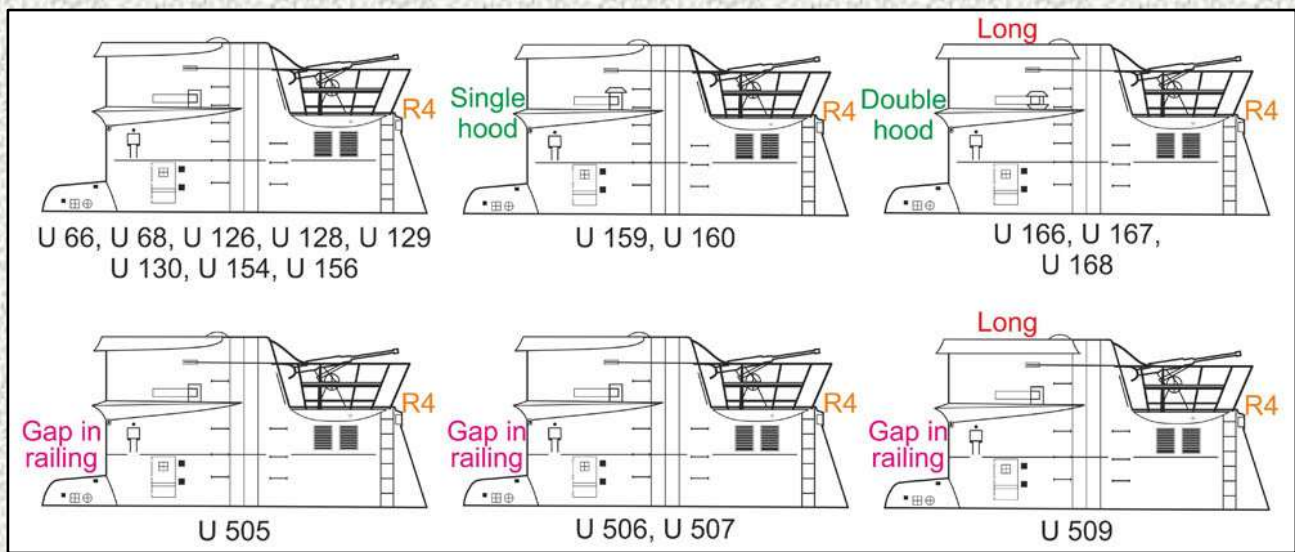 R4
U 66, U 68, U 126, U 128, U 129
U 130, U 154, U 156
Single
hood
R4
U 159, U 160
Long
Double
hood
R4
U 166, U 167,
U 168
Gap in
railing
R4
U 505
Gap in
railing
R4
U 506, U 507
Long
Gap in
railing
R4
U 509